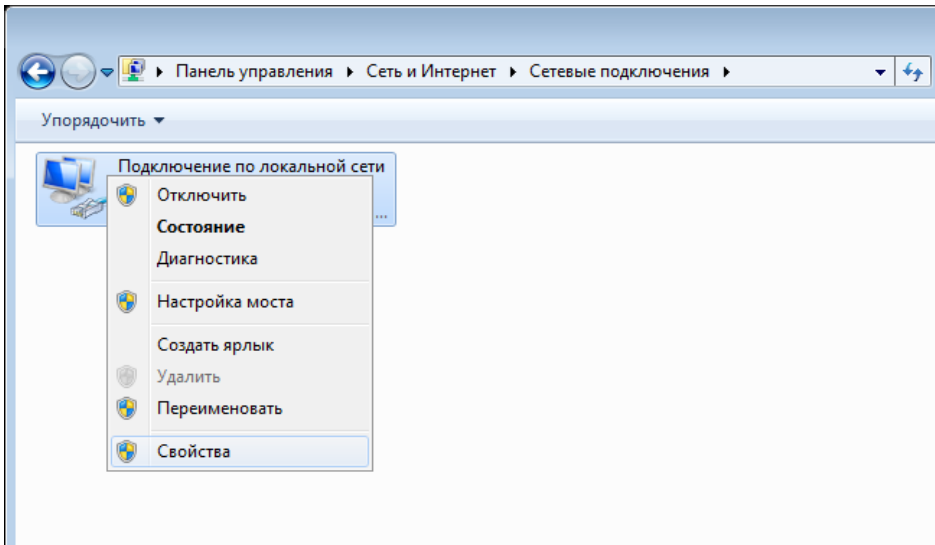 Панель управления Сеть и Интернет Сетевые подключения
Упорядочить
Подключение по локальной сети
Отключить
...
Состояние
Диагностика
Настройка моста
Создать ярлык
Удалить
Переименовать
Свойства